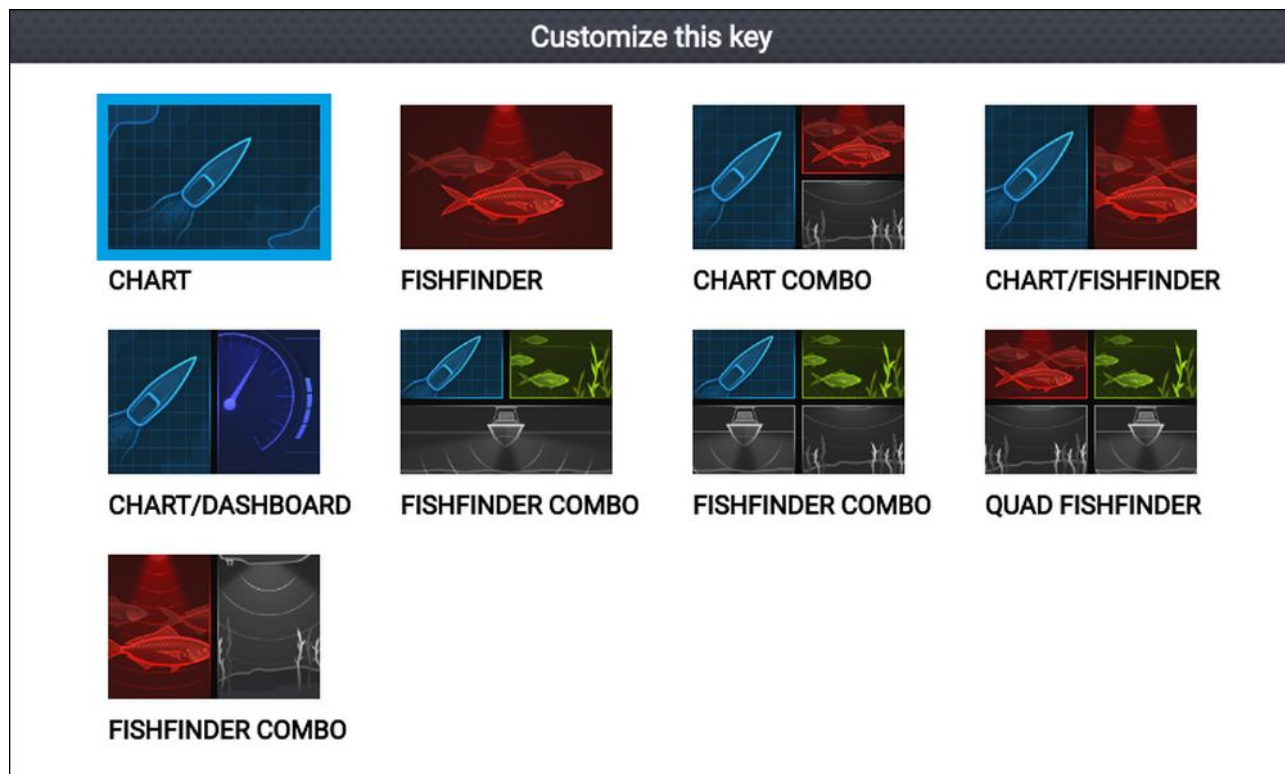 Customize this key
CHART
FISHFINDER
CHART COMBO
CHART/FISHFINDER
CHART/DASHBOARD
FISHFINDER COMBO
FISHFINDER COMBO
QUAD FISHFINDER
FISHFINDER COMBO